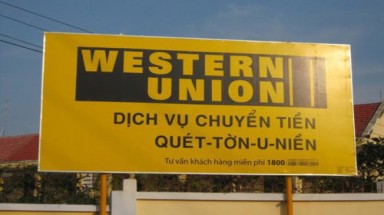 WESTERN
UNION
DỊCH VỤ CHUYỂN TIỀN
QUÉT-TỜN-U-NIỀN
Tư vấn khách hàng miễn phí 1800